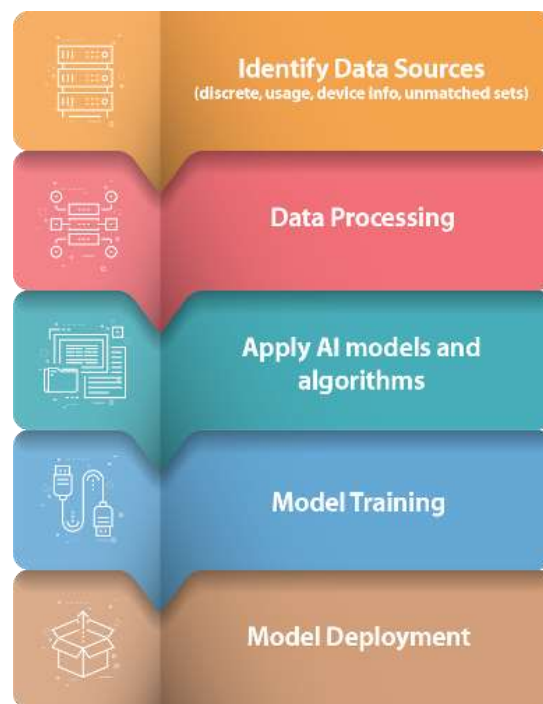 Identify Data Sources
(discrete, usage, device info, unmatched sets)
Data Processing
Apply AI models and
algorithms
Model Training
Model Deployment